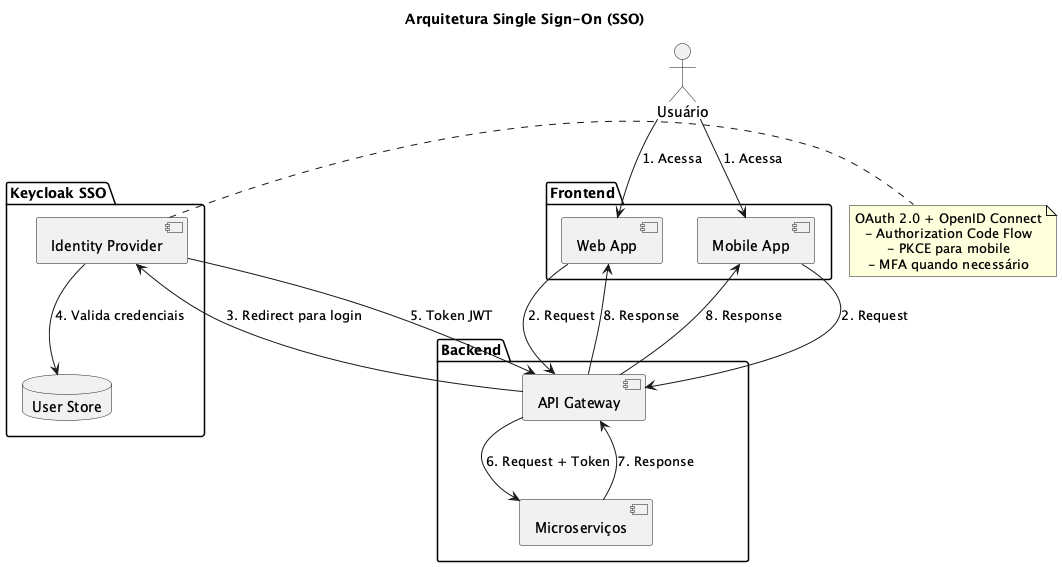 Arquitetura Single Sign-On (SSO)
Usuário
1. Acessa
1. Acessa
Keycloak SSO
Identity Provider
Frontend
Web App
Mobile App
OAuth 2.0 + OpenID Connect
- Authorization Code Flow
- PKCE para mobile
- MFA quando necessário
4. Valida credenciais
3. Redirect para login
5. Token JWT
2. Request
8. Response
8. Response
2. Request
Backend
User Store
API Gateway
6. Request + Token
7. Response
Microserviços